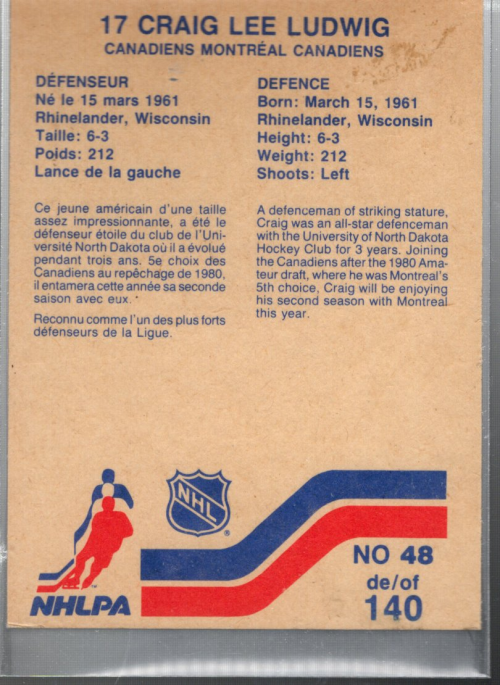 17 CRAIG LEE LUDWIG
CANADIENS MONTRÉAL CANADIENS
DÉFENSEUR
Né le 15 mars 1961
Rhinelander, Wisconsin
Taille: 6-3
Poids: 212
Lance de la gauche
Ce jeune américain d'une taille
assez impressionnante, a été le
défenseur étoile du club de l'Uni-
versité North Dakota où il a évolué
pendant trois ans. 5e choix des
Canadiens au repêchage de 1980,
il entamera cette année sa seconde
saison avec eux.
Reconnu comme l'un des plus forts
défenseurs de la Ligue.
DEFENCE
Born: March 15, 1961
Rhinelander, Wisconsin
Height: 6-3
Weight: 212
Shoots: Left
A defenceman of striking stature,
Craig was an all-star defenceman
with the University of North Dakota
Hockey Club for 3 years. Joining
the Canadiens after the 1980 Ama-
teur draft, where he was Montreal's
5th choice, Craig will be enjoying
his second season with Montreal
this year.
NHLPA
NHL
NO 48
de/of
140